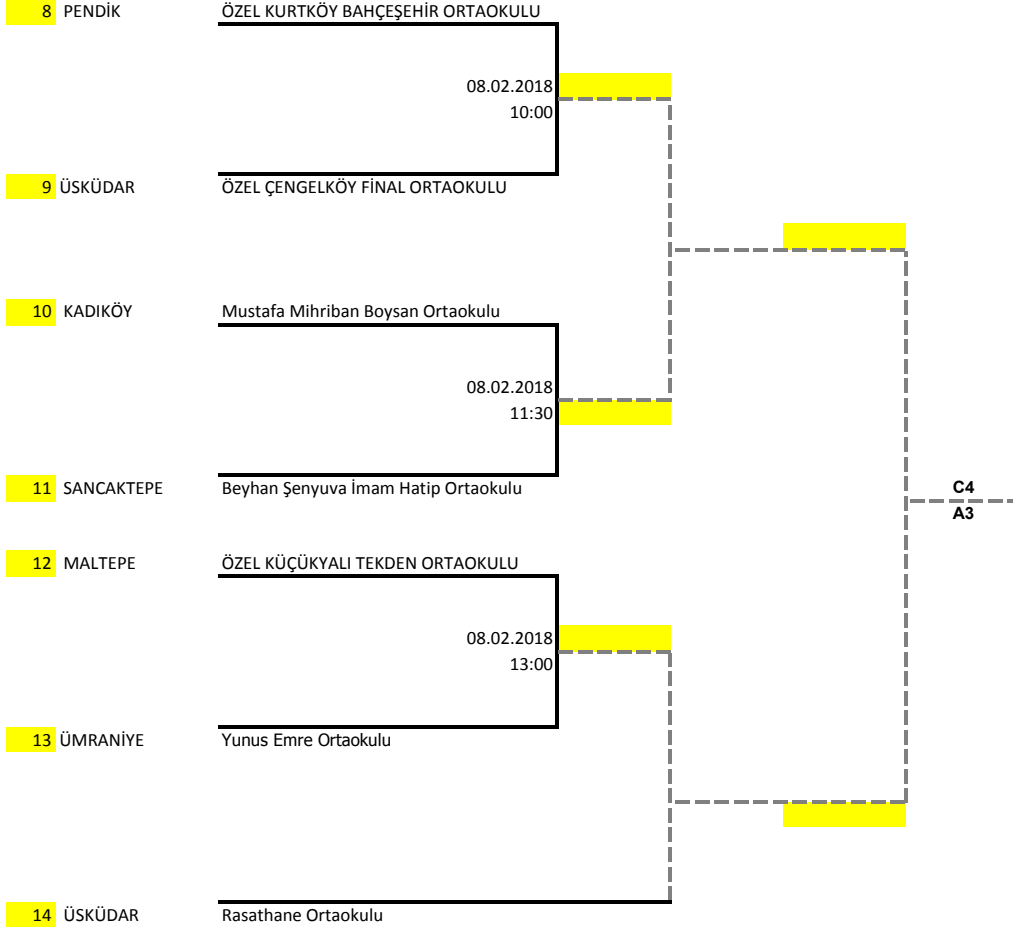 8 PENDİK ÖZEL KURTKÖY BAHÇEŞEHİR ORTAOKULU
08.02.2018
10:00
9 ÜSKÜDAR ÖZEL ÇENGELKÖY FİNAL ORTAOKULU
10 KADIKÖY Mustafa Mihriban Boysan Ortaokulu
08.02.2018
11:30
11 SANCAKTEPE Beyhan Şenyuva İmam Hatip Ortaokulu
C4
A3
12 MALTEPE ÖZEL KÜÇÜKYALI TEKDEN ORTAOKULU
08.02.2018
13:00
13 ÜMRANİYE Yunus Emre Ortaokulu
14 ÜSKÜDAR Rasathane Ortaokulu